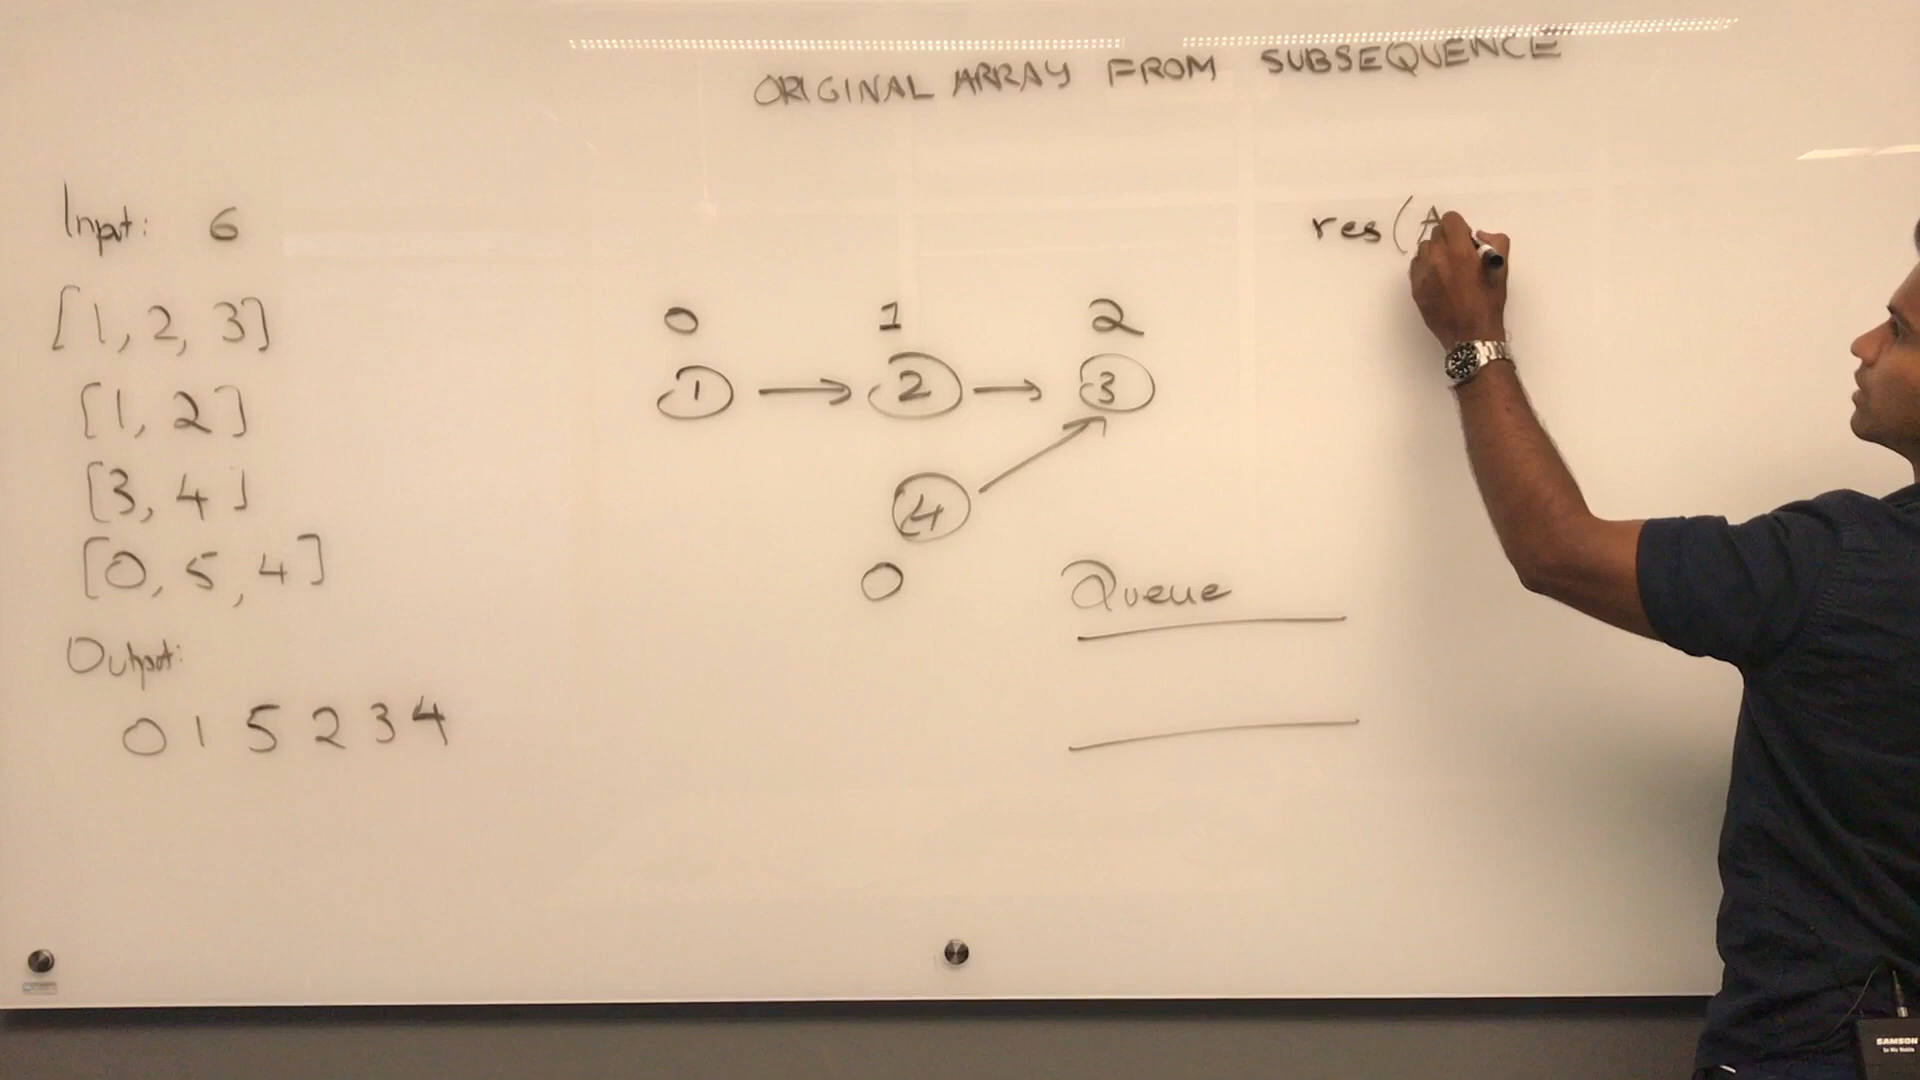 ORIGINAL ARRAY FROM SUBSEQUENCE
Input: 6
[1, 2, 3]
[1, 2]
[3, 4]
[0, 5, 4]
Output:
0 1 5 2 3 4
0 1 2
1 → 2 → 3
4
0
Queue
res(A
SAMSON